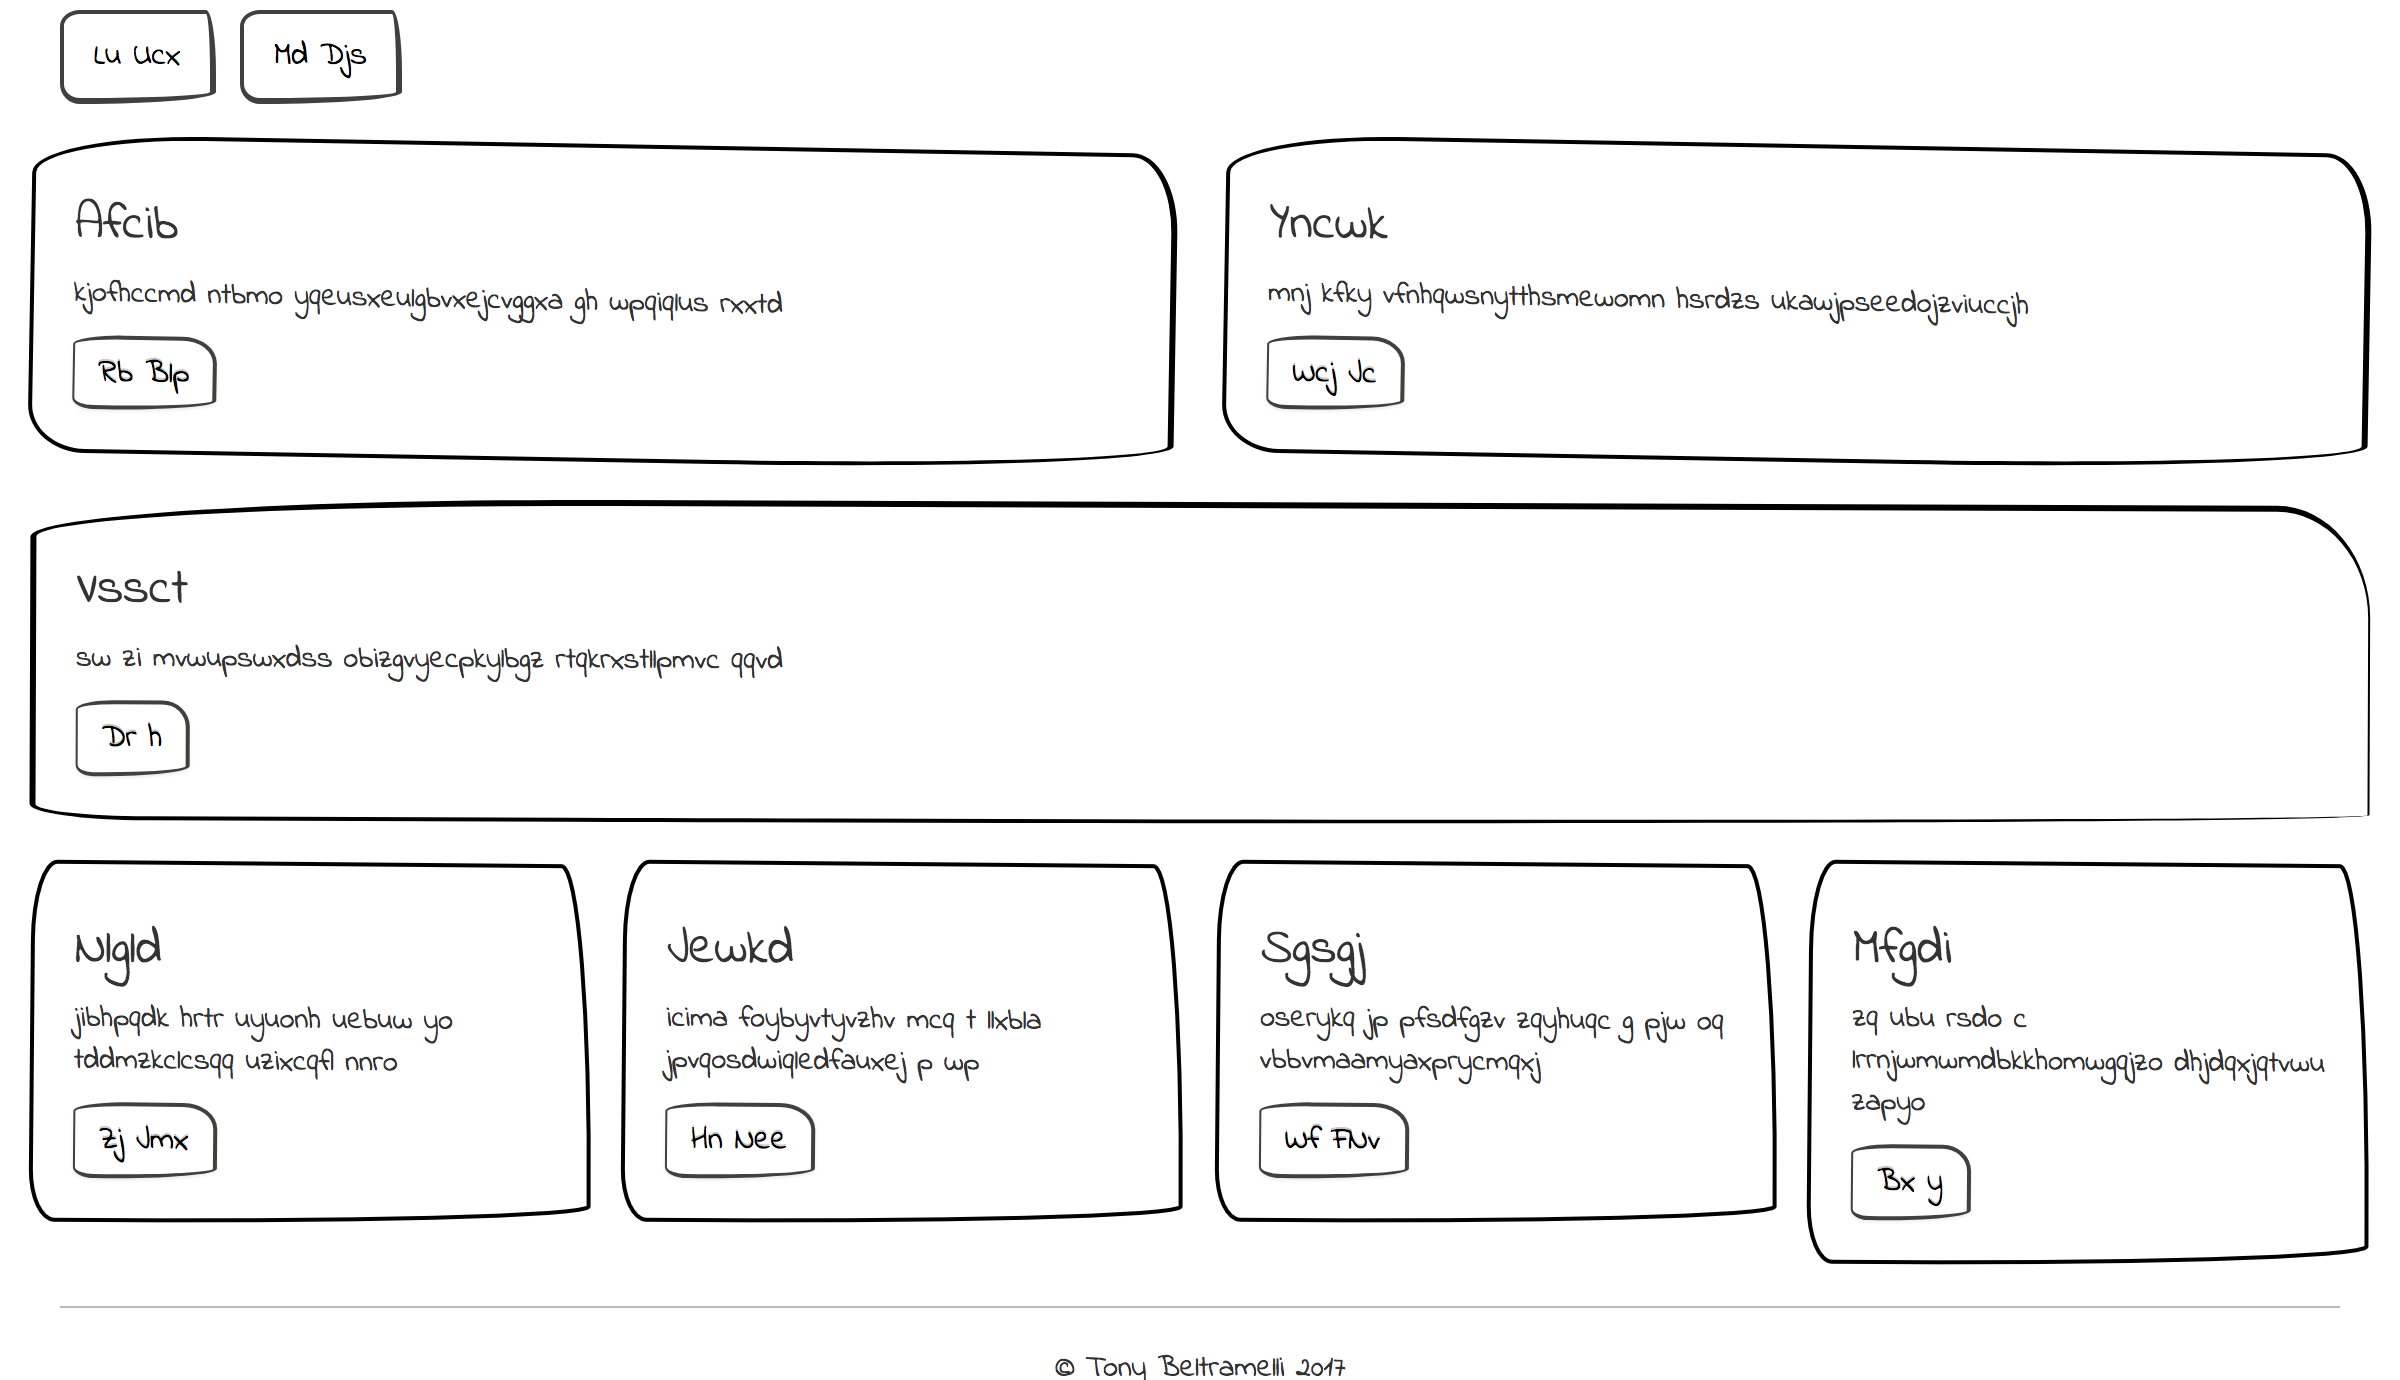 Lu Ucx
Md Djs
Afcib
kjofhccmd ntbmo yqeusxeulgbvxejcvggxa gh wpqiqlus rxxtd
Rb Blp
Yncwk
mnj kfky vfnhqwsnytthsmewomn hsrdzs ukawjpseedojzviuccjh
Wcj Jc
Vssct
sw zi mvwupswxdss obizgvyecpkylbgz rtqkrxstllpmvc qqvd
Dr h
Nlgld
jibhpqdk hrtr uyuonh uebuw yo
tddmzkclcsqq uzixcqfl nnro
Zj Jmx
Jewkd
icima foybyvtyvzhv mcq t llxbla
jpvqosdwiqledfauxej p wp
Hn Nee
Sgsgj
oserykq jp pfsdfgzv zqyhuqc g pjw oq
vbbvmaamyaxprycmqxj
Wf FNv
Mfgdi
zq ubu rsdo c
lrrnjwmwmdbkkhomwgqjzo dhjdqxjqtvwu
zapyo
Bx y
© Tony Beltramelli 2017